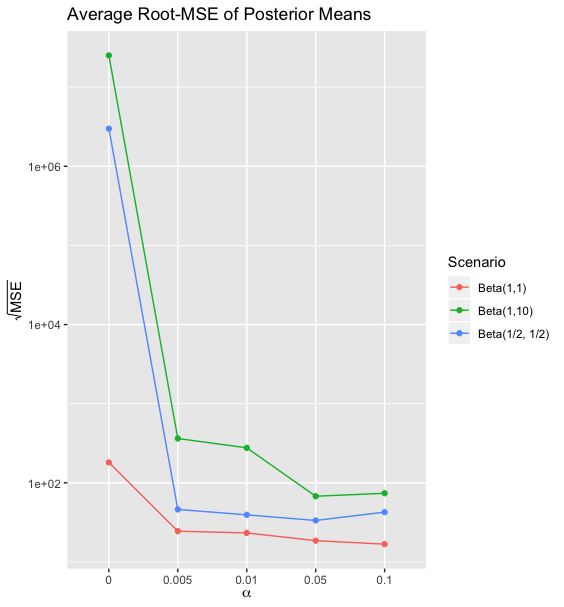 Average Root-MSE of Posterior Means
√MSE
1e+06
1e+04
1e+02
0
0.005
0.01
0.05
0.1
α
Scenario
Beta(1,1)
Beta(1,10)
Beta(1/2, 1/2)